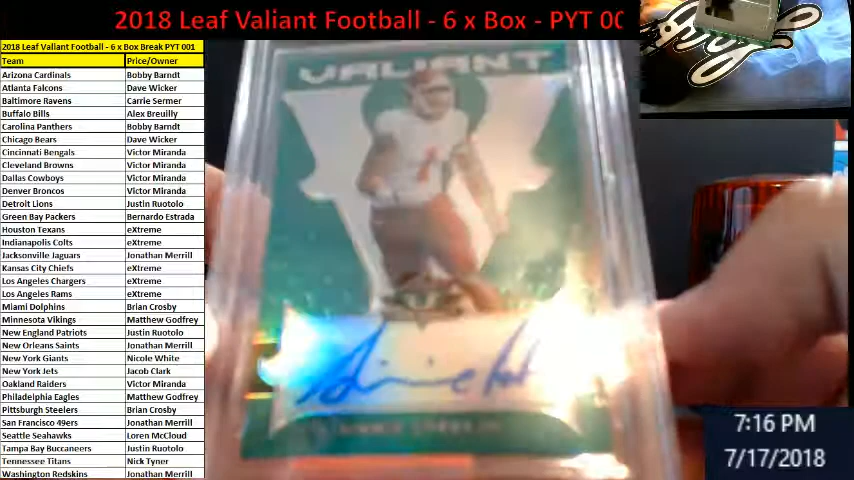 2018 Leaf Valiant Football - 6 x Box - PYT 00
2018 Leaf Valiant Football - 6 x Box Break PYT 001
Team Price/Owner
Arizona Cardinals Bobby Barndt
Atlanta Falcons Dave Wicker
Baltimore Ravens Carrie Sermer
Buffalo Bills Alex Breuilly
Carolina Panthers Bobby Barndt
Chicago Bears Dave Wicker
Cincinnati Bengals Victor Miranda
Cleveland Browns Victor Miranda
Dallas Cowboys Victor Miranda
Denver Broncos Victor Miranda
Detroit Lions Justin Ruotolo
Green Bay Packers Bernardo Estrada
Houston Texans eXtreme
Indianapolis Colts eXtreme
Jacksonville Jaguars Jonathan Merrill
Kansas City Chiefs eXtreme
Los Angeles Chargers eXtreme
Los Angeles Rams eXtreme
Miami Dolphins Brian Crosby
Minnesota Vikings Matthew Godfrey
New England Patriots Justin Ruotolo
New Orleans Saints Jonathan Merrill
New York Giants Nicole White
New York Jets Jacob Clark
Oakland Raiders Victor Miranda
Philadelphia Eagles Matthew Godfrey
Pittsburgh Steelers Brian Crosby
San Francisco 49ers Jonathan Merrill
Seattle Seahawks Loren McCloud
Tampa Bay Buccaneers Justin Ruotolo
Tennessee Titans Nick Tyner
Washington Redskins Jonathan Merrill
VALIANT
1
7:16 PM
7/17/2018